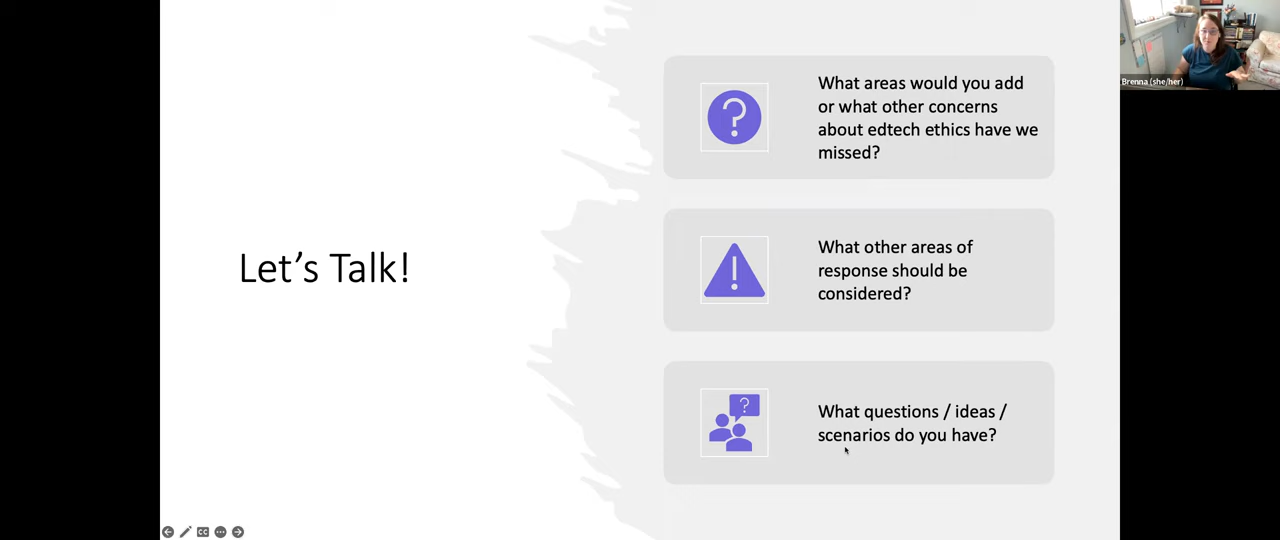 Let's Talk!
?
What areas would you add
or what other concerns
about edtech ethics have we
missed?
!
What other areas of
response should be
considered?
?
What questions / ideas /
scenarios do you have?
Brenna (she/her)
CC